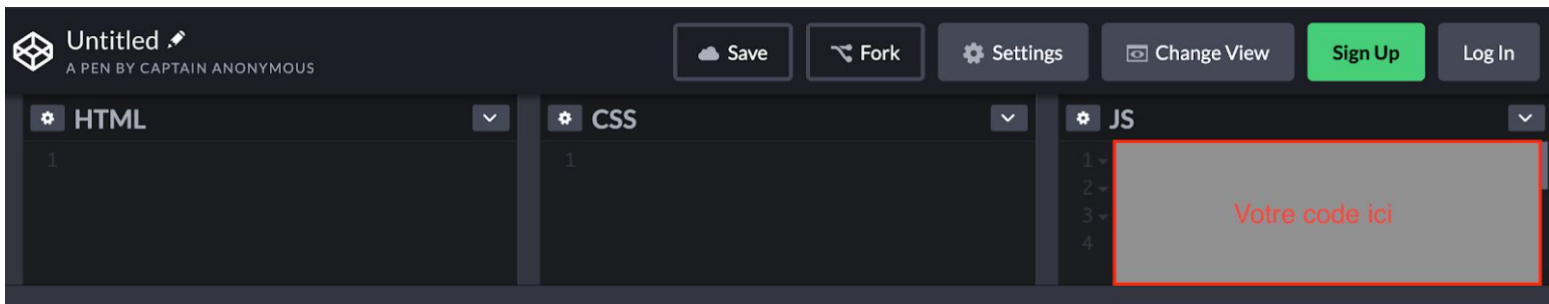 Untitled
A PEN BY CAPTAIN ANONYMOUS
Save
Fork
Settings
Change View
Sign Up
Log In
HTML
CSS
JS
1
1
1
2
3
4
Votre code ici